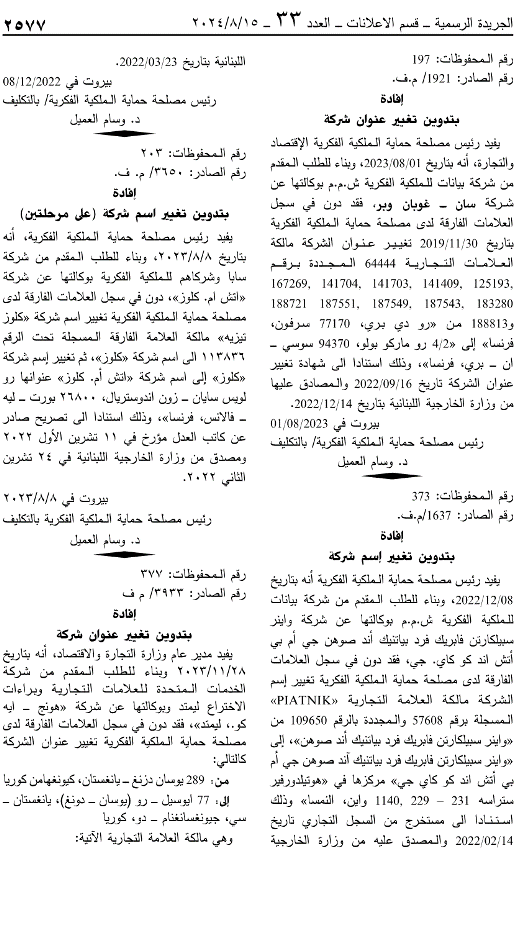 الجريدة الرسمية ــ قسم الاعلانات ــ العدد ٣٣ ــ ٢٠٢٤/٨/١٥
٢٥٧٧
رقم المحفوظات: 197
رقم الصادر: 1921/ م.ف.
إفادة
بتدوين تغيير عنوان شركة
يفيد رئيس مصلحة حماية الملكية الفكرية الإقتصاد
والتجارة، أنه بتاريخ 2023/08/01، وبناء للطلب المقدم
من شركة بيانات للملكية الفكرية ش.م.م بوكالتها عن
شركة سان ــ غوبان وبر، فقد دون في سجل
العلامات الفارقة لدى مصلحة حماية الملكية الفكرية
بتاريخ 2019/11/30 تغيير عنوان الشركة مالكة
العلامات التجارية 64444 المجددة برقم
125193, 141409, 141703, 141704, 167269,
183280 187543, 187549, 187551 188721
و188813 من «رو دي بري، 77170 سرفون،
فرنسا» إلى «4/2 رو ماركو بولو، 94370 سوسي ــ
ان ــ بري، فرنسا»، وذلك استنادا الى شهادة تغيير
عنوان الشركة تاريخ 2022/09/16 والمصادق عليها
من وزارة الخارجية اللبنانية بتاريخ 2022/12/14.
بيروت في 01/08/2023
رئيس مصلحة حماية الملكية الفكرية/ بالتكليف
د. وسام العميل
رقم المحفوظات: 373
رقم الصادر: 1637/م.ف.
إفادة
بتدوين تغيير إسم شركة
يفيد رئيس مصلحة حماية الملكية الفكرية أنه بتاريخ
2022/12/08، وبناء للطلب المقدم من شركة بيانات
للملكية الفكرية ش.م.م بوكالتها عن شركة واينر
سبيلكارتن فابريك فرد بياتنيك أند صوهن جي أم بي
أتش اند كو كاي. جي، فقد دون في سجل العلامات
الفارقة لدى مصلحة حماية الملكية الفكرية تغيير إسم
الشركة مالكة العلامة التجارية «PIATNIK»
المسجلة برقم 57608 والمجددة بالرقم 109650 من
«واينر سبيلكارتن فابريك فرد بياتنيك أند صوهن»، إلى
«واينر سبيلكارتن فابريك فرد بياتنيك أند صوهن جي أم
بي أتش اند كو كاي جي» مركزها في «هوتيلدورفير
ستراسه 231 – 229 ,1140 واين، النمسا» وذلك
استنادا الى مستخرج من السجل التجاري تاريخ
2022/02/14 والمصدق عليه من وزارة الخارجية
اللبنانية بتاريخ 2022/03/23.
بيروت في 08/12/2022
رئيس مصلحة حماية الملكية الفكرية/ بالتكليف
د. وسام العميل
رقم المحفوظات: ٢٠٣
رقم الصادر: ٣٦٥٠/ م. ف.
إفادة
بتدوين تغيير اسم شركة (على مرحلتين)
يفيد رئيس مصلحة حماية الملكية الفكرية، أنه
بتاريخ ٢٠٢٣/٨/٨، وبناء للطلب المقدم من شركة
سابا وشركاهم للملكية الفكرية بوكالتها عن شركة
«اتش ام. كلوز»، دون في سجل العلامات الفارقة لدى
مصلحة حماية الملكية الفكرية تغيير اسم شركة «كلوز
تيزيه» مالكة العلامة الفارقة المسجلة تحت الرقم
١١٣٨٣٦ الى اسم شركة «كلوز»، ثم تغيير إسم شركة
«كلوز» إلى اسم شركة «اتش أم. كلوز» عنوانها رو
لويس سايان ــ زون اندوستريال، ٢٦٨٠٠ بورت ــ ليه
ــ فالانس، فرنسا»، وذلك استنادا الى تصريح صادر
عن كاتب العدل مؤرخ في ١١ تشرين الأول ٢٠٢٢
ومصدق من وزارة الخارجية اللبنانية في ٢٤ تشرين
الثاني ٢٠٢٢.
بيروت في ٢٠٢٣/٨/٨
رئيس مصلحة حماية الملكية الفكرية بالتكليف
د. وسام العميل
رقم المحفوظات: ٣٧٧
رقم الصادر: ٣٩٣٣/ م ف
إفادة
بتدوين تغيير عنوان شركة
يفيد مدير عام وزارة التجارة والاقتصاد، أنه بتاريخ
٢٠٢٣/١١/٢٨ وبناء للطلب المقدم من شركة
الخدمات المتحدة للعلامات التجارية وبراءات
الاختراع ليمتد وبوكالتها عن شركة «هونج ــ ايه
كو.، ليمتد»، فقد دون في سجل العلامات الفارقة لدى
مصلحة حماية الملكية الفكرية تغيير عنوان الشركة
كالتالي:
من: 289 يوسان دزنغ ــ يانغستان، كيونغهامن كوريا
إلى: 77 ايوسيل ــ رو (يوسان ــ دونغ)، يانغستان ــ
سي، جيونغسانغنام ــ دو، كوريا
وهي مالكة العلامة التجارية الآتية: